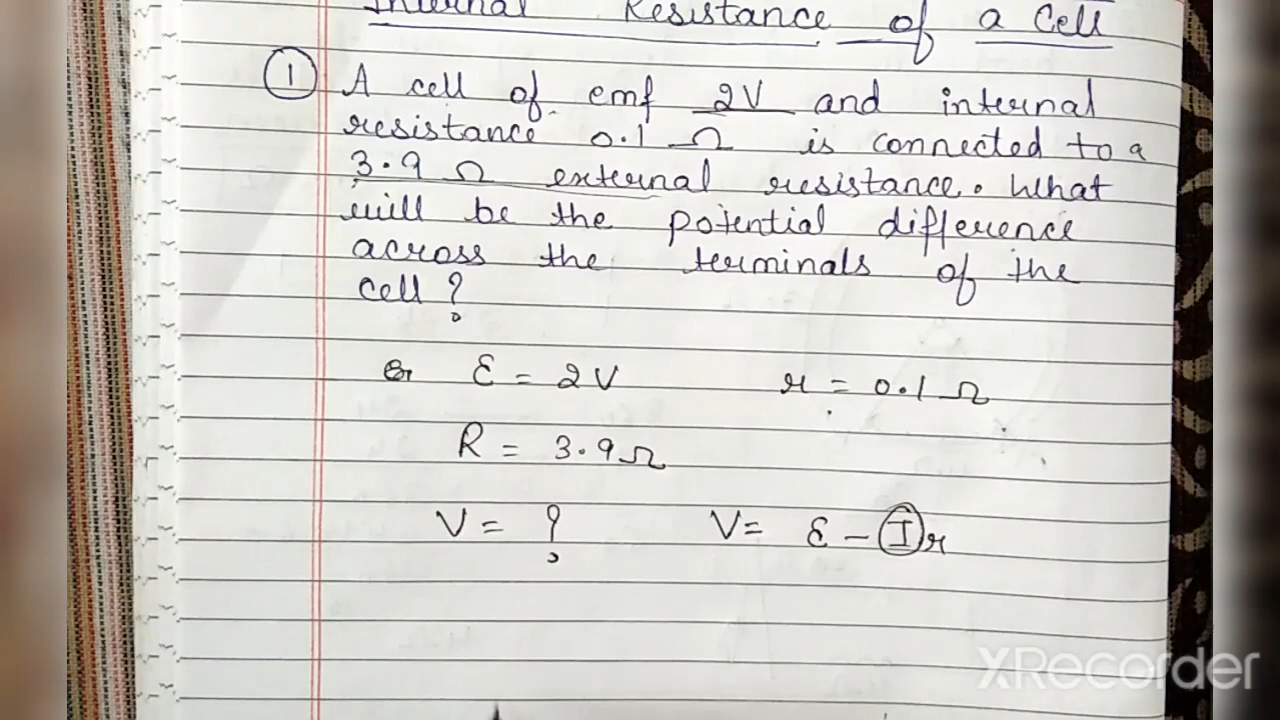 Internal Resistance of a Cell
① A cell of emf 2V and internal
resistance 0.1 Ω is connected to a
3.9 Ω external resistance. What
will be the potential difference
across the terminals of the
cell ?
ε = 2V r = 0.1 Ω
R = 3.9 Ω
V = ? V = ε - Ir
XRecorder